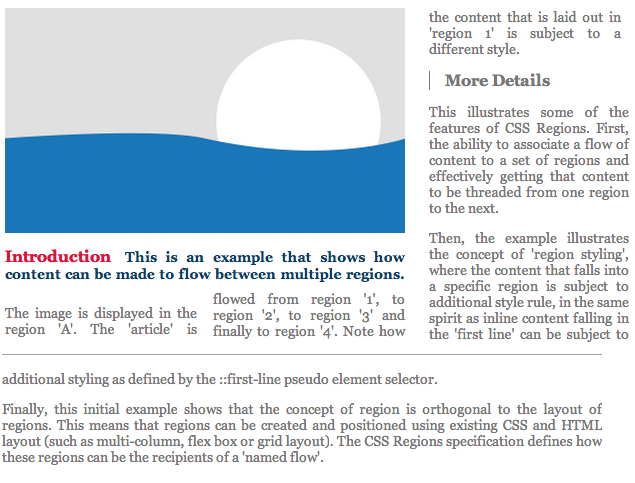 Introduction This is an example that shows how
content can be made to flow between multiple regions.
The image is displayed in the
region 'A'. The 'article' is
flowed from region '1', to
region '2', to region '3' and
finally to region '4'. Note how
the content that is laid out in
'region 1' is subject to a
different style.
More Details
This illustrates some of the
features of CSS Regions. First,
the ability to associate a flow of
content to a set of regions and
effectively getting that content
to be threaded from one region
to the next.
Then, the example illustrates
the concept of 'region styling',
where the content that falls into
a specific region is subject to
additional style rule, in the same
spirit as inline content falling in
the 'first line' can be subject to
additional styling as defined by the ::first-line pseudo element selector.
Finally, this initial example shows that the concept of region is orthogonal to the layout of
regions. This means that regions can be created and positioned using existing CSS and HTML
layout (such as multi-column, flex box or grid layout). The CSS Regions specification defines how
these regions can be the recipients of a 'named flow'.